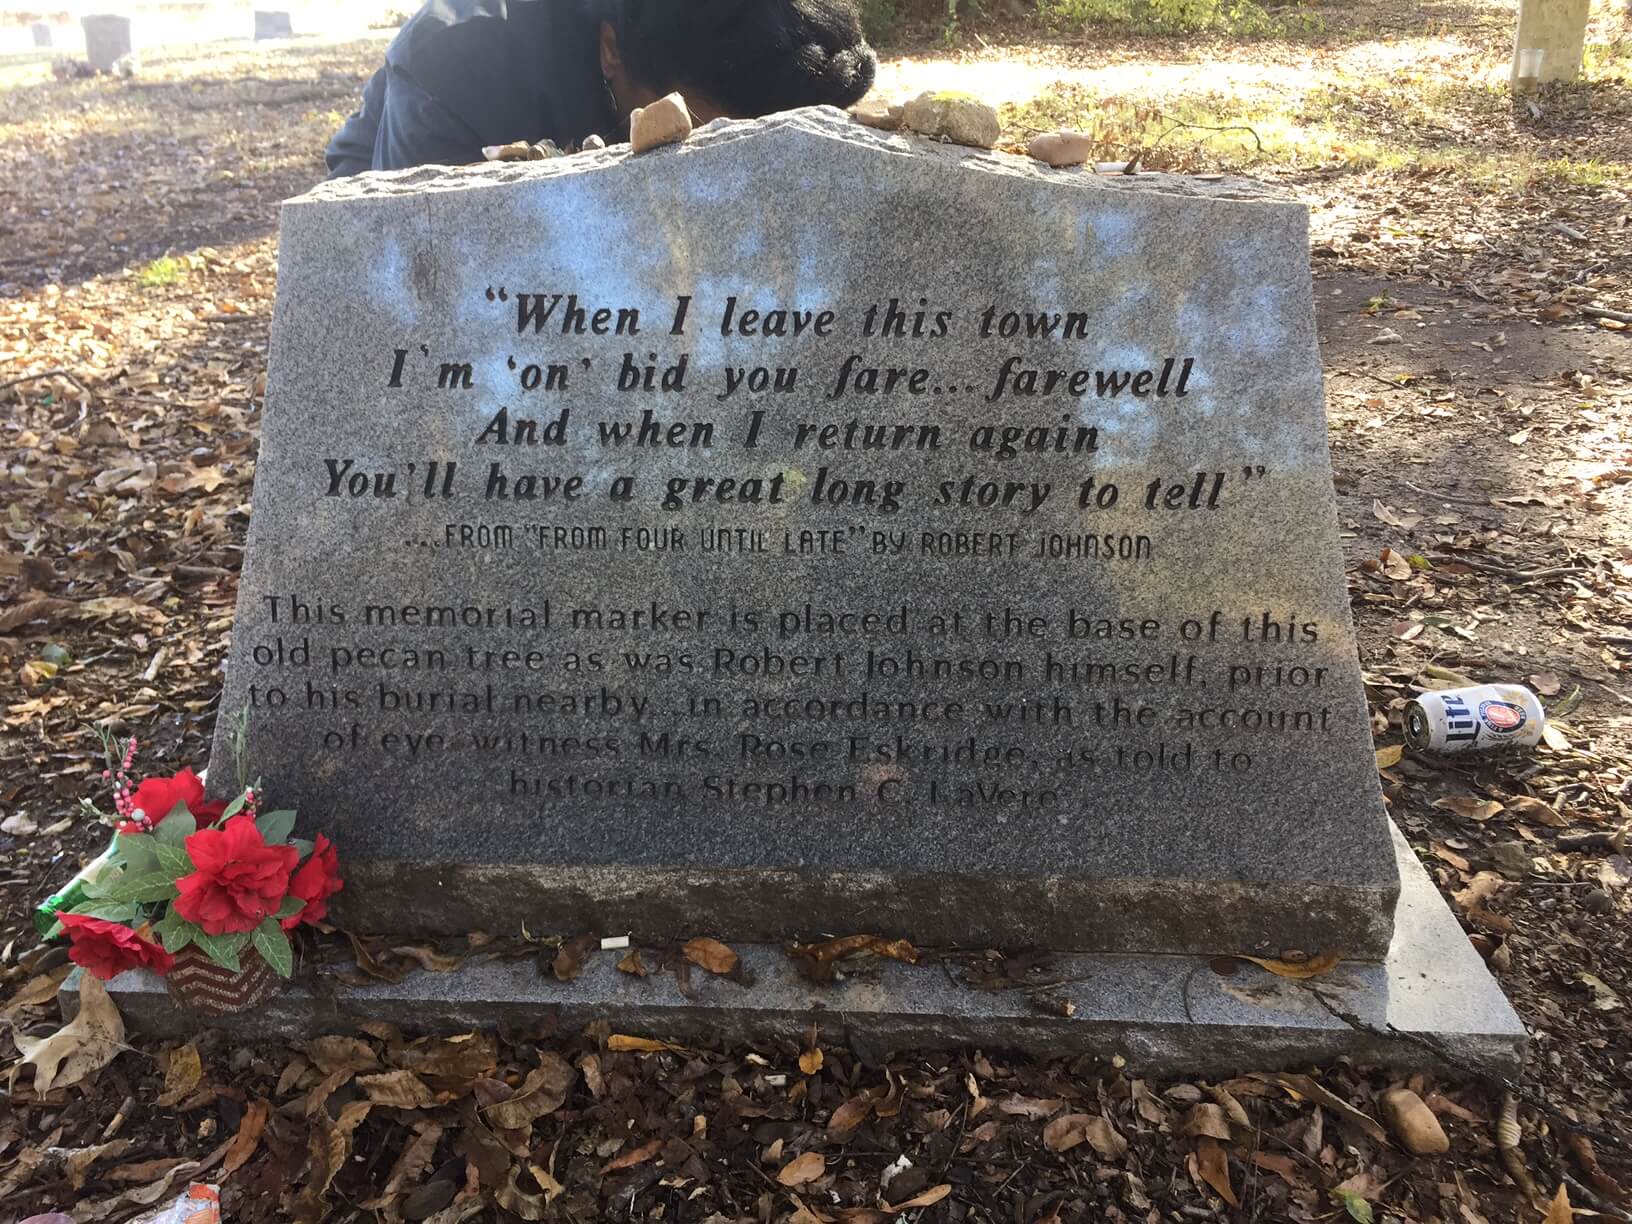 “When I leave this town
I'm ‘on’ bid you fare... farewell
And when I return again
You'll have a great long story to tell”
....FROM “FROM FOUR UNTIL LATE” BY ROBERT JOHNSON
This memorial marker is placed at the base of this
old pecan tree as was Robert Johnson himself, prior
to his burial nearby, in accordance with the account
of eye-witness Mrs. Rose Eskridge, as told to
historian Stephen C. LaVere
Lite